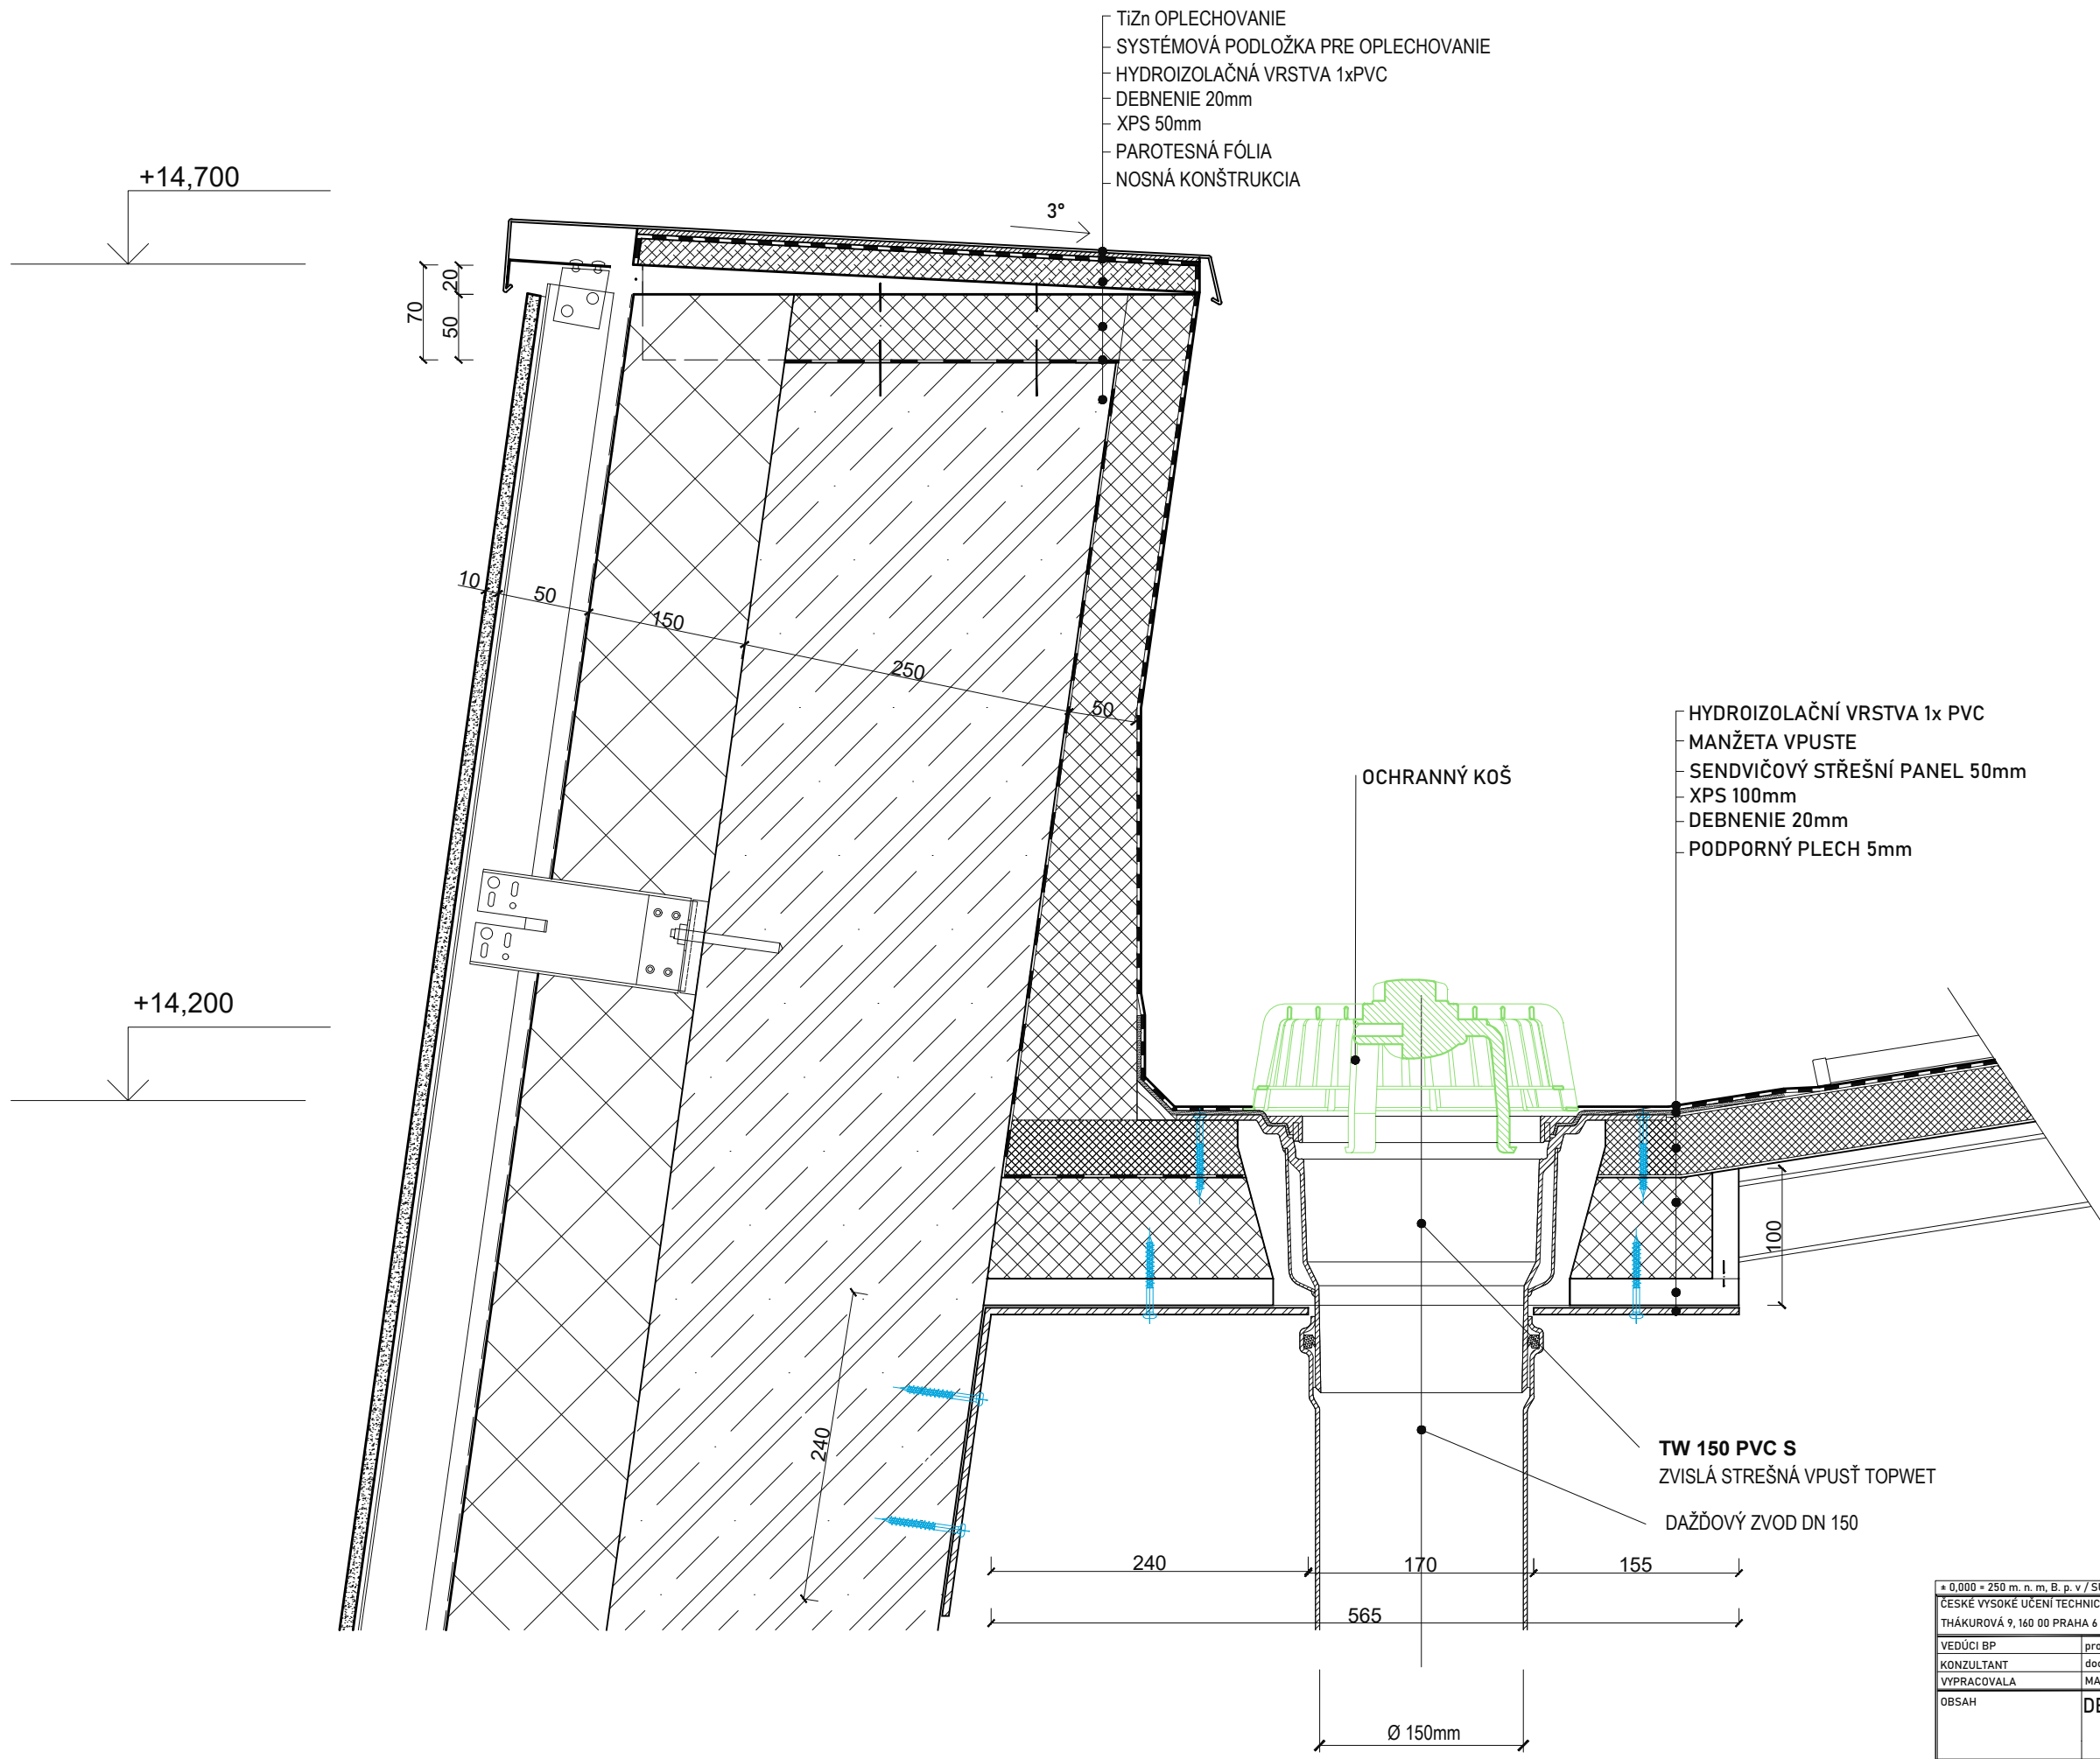 TiZn OPLECHOVANIE
SYSTÉMOVÁ PODLOŽKA PRE OPLECHOVANIE
HYDROIZOLAČNÁ VRSTVA 1xPVC
DEBNENIE 20mm
XPS 50mm
PAROTESNÁ FÓLIA
NOSNÁ KONŠTRUKCIA
+14,700
3°
20
70
50
10
50
150
250
50
HYDROIZOLAČNÍ VRSTVA 1x PVC
MANŽETA VPUSTE
SENDVIČOVÝ STŘEŠNÍ PANEL 50mm
XPS 100mm
DEBNENIE 20mm
PODPORNÝ PLECH 5mm
OCHRANNÝ KOŠ
+14,200
100
240
TW 150 PVC S
ZVISLÁ STREŠNÁ VPUSŤ TOPWET
DAŽĎOVÝ ZVOD DN 150
240
170
155
565
Ø 150mm
± 0,000 = 250 m. n. m, B. p. v /
ČESKÉ VYSOKÉ UČENÍ TECHNIC
THÁKUROVÁ 9, 160 00 PRAHA 6
VEDÚCI BP
KONZULTANT
VYPRACOVALA
OBSAH